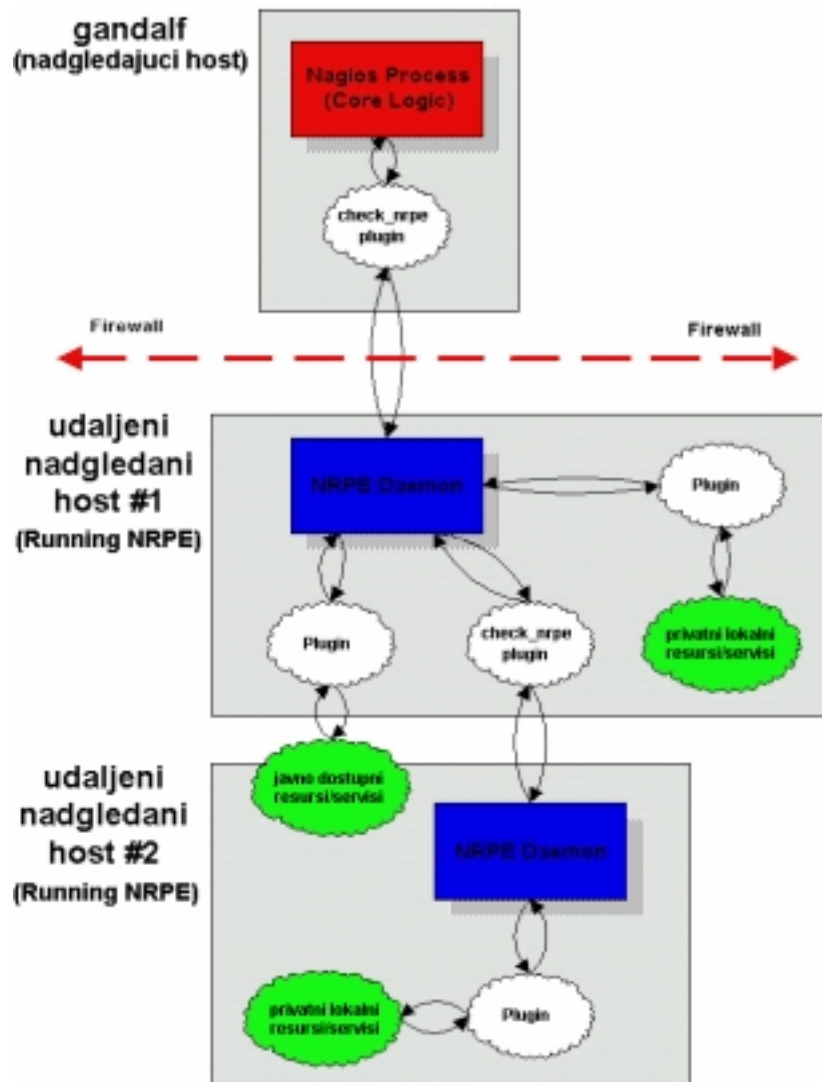 gandalf
(nadgledajuci host)
Nagios Process
(Core Logic)
check_nrpe
plugin
Firewall
Firewall
udaljeni
nadgledani
host #1
(Running NRPE)
NRPE Daemon
Plugin
Plugin
check_nrpe
plugin
privatni lokalni
resursi/servisi
udaljeni
nadgledani
host #2
(Running NRPE)
javno dostupni
resursi/servisi
NRPE Daemon
privatni lokalni
resursi/servisi
Plugin